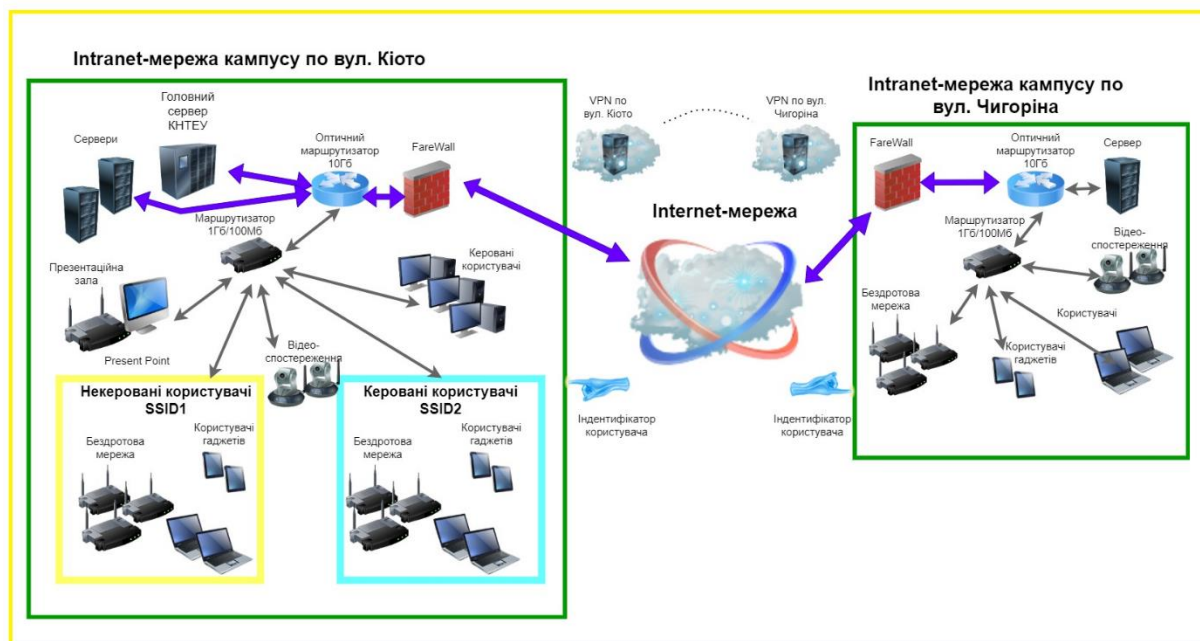 Intranet-мережа кампусу по вул. Кіото
Головний
сервер
КНТЕУ
Сервери
Оптичний
маршрутизатор
10Гб
FareWall
Маршрутизатор
1Гб/100Мб
Презентаційна
зала
Present Point
Керовані
користувачі
Відео-
спостереження
Некеровані користувачі
SSID1
Користувачі
гаджетів
Бездротова
мережа
Керовані користувачі
SSID2
Користувачі
гаджетів
Бездротова
мережа
VPN по
вул. Кіото
VPN по вул.
Чигоріна
Internet-мережа
Індентифікатор
користувача
Індентифікатор
користувача
Intranet-мережа кампусу по
вул. Чигоріна
FareWall
Оптичний
маршрутизатор
10Гб
Сервер
Маршрутизатор
1Гб/100Мб
Відео-
спостереження
Бездротова
мережа
Користувачі
Користувачі
гаджетів